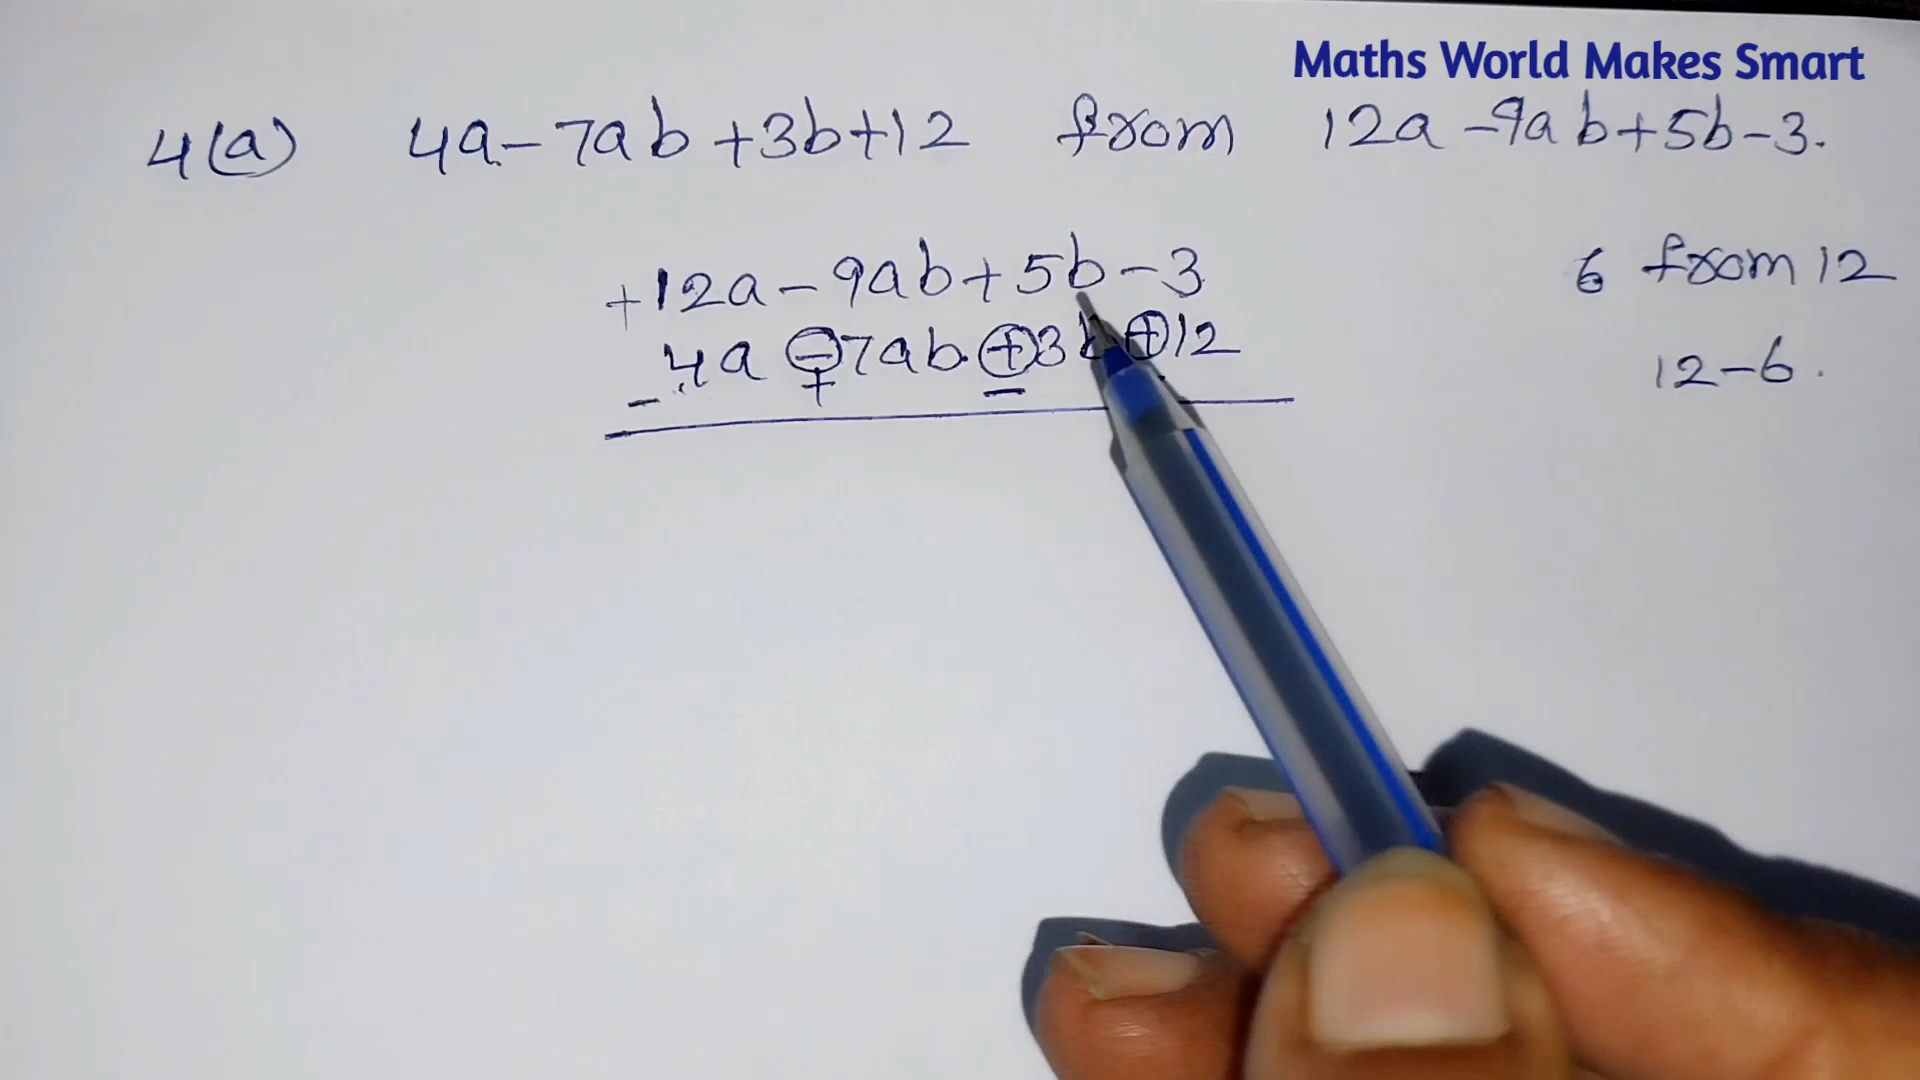 Maths World Makes Smart
4(a) 4a-7ab+3b+12 from 12a-9ab+5b-3.
+12a-9ab+5b-3
6 from 12
4a-7ab+3b+12
12-6.
- + -